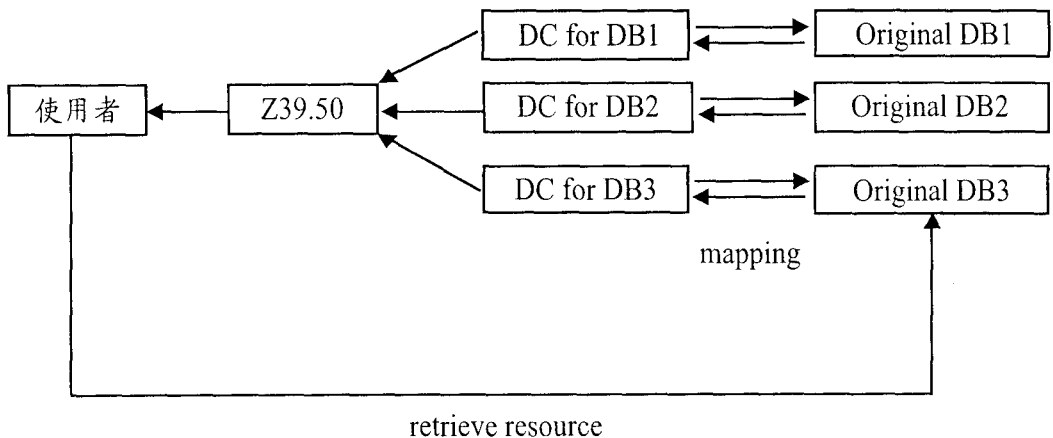 DC for DB1
Original DB1
使用者
Z39.50
DC for DB2
Original DB2
DC for DB3
Original DB3
mapping
retrieve resource